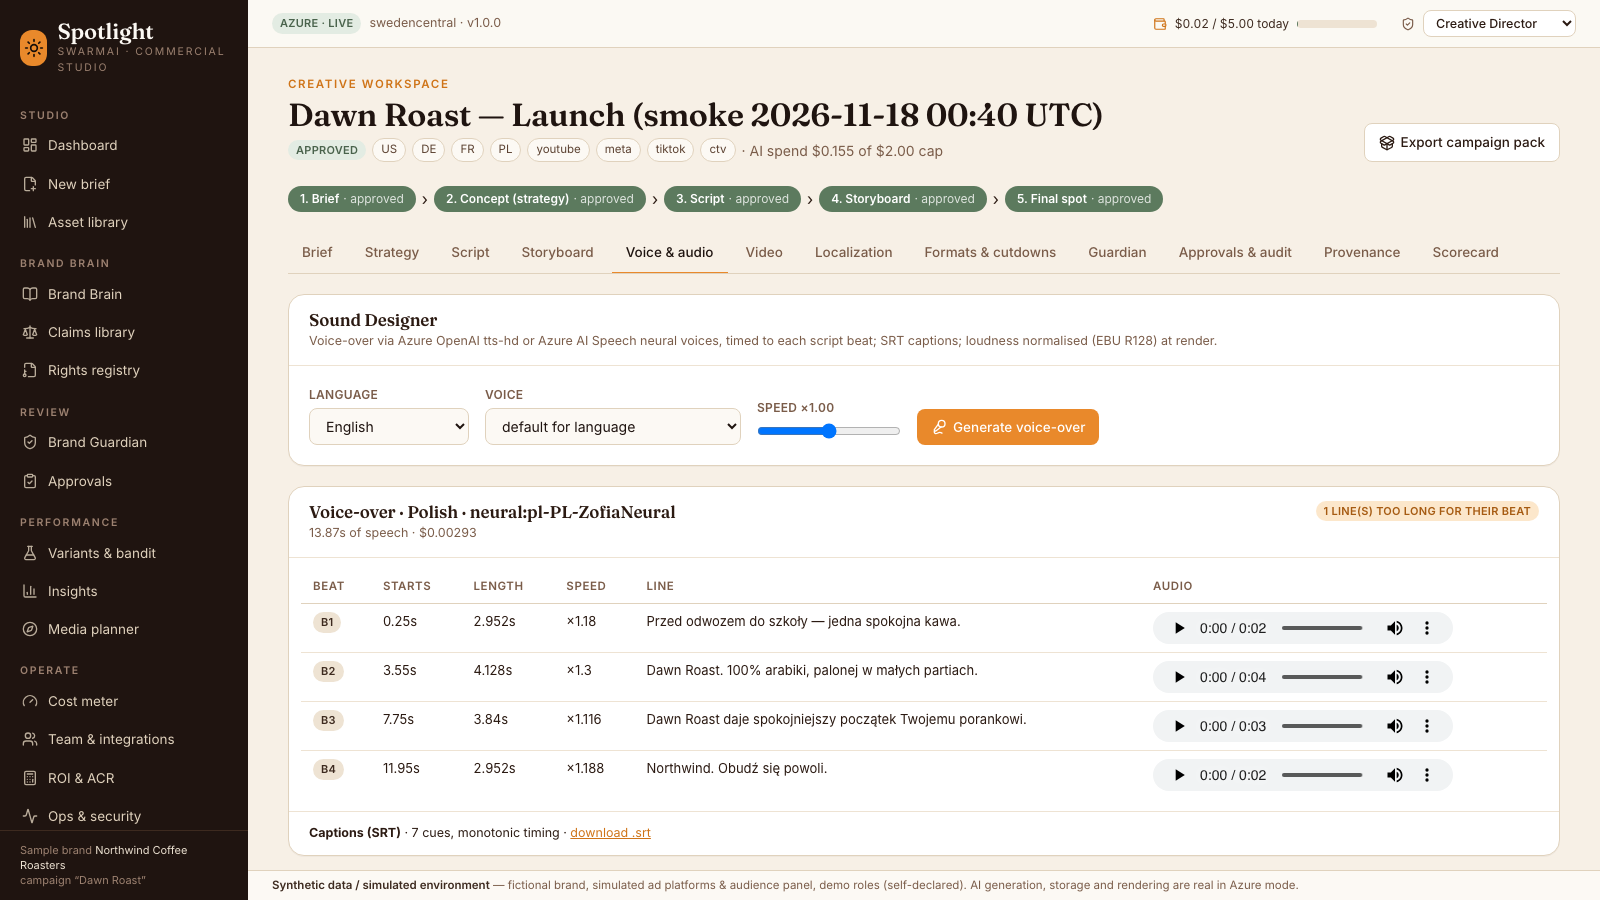 Spotlight
SWARMAI · COMMERCIAL
STUDIO
STUDIO
Dashboard
New brief
Asset library
BRAND BRAIN
Brand Brain
Claims library
Rights registry
REVIEW
Brand Guardian
Approvals
PERFORMANCE
Variants & bandit
Insights
Media planner
OPERATE
Cost meter
Team & integrations
ROI & ACR
Ops & security
Sample brand Northwind Coffee
Roasters
campaign “Dawn Roast”
AZURE · LIVE swedencentral · v1.0.0
$0.02 / $5.00 today
Creative Director
CREATIVE WORKSPACE
Dawn Roast — Launch (smoke 2026-11-18 00:40 UTC)
APPROVED US DE FR PL youtube meta tiktok ctv · AI spend $0.155 of $2.00 cap
Export campaign pack
1. Brief · approved › 2. Concept (strategy) · approved › 3. Script · approved › 4. Storyboard · approved › 5. Final spot · approved
Brief Strategy Script Storyboard Voice & audio Video Localization Formats & cutdowns Guardian Approvals & audit Provenance Scorecard
Sound Designer
Voice-over via Azure OpenAI tts-hd or Azure AI Speech neural voices, timed to each script beat; SRT captions; loudness normalised (EBU R128) at render.
LANGUAGE VOICE SPEED ×1.00
English default for language Generate voice-over
Voice-over · Polish · neural:pl-PL-ZofiaNeural
13.87s of speech · $0.00293
1 LINE(S) TOO LONG FOR THEIR BEAT
BEAT STARTS LENGTH SPEED LINE AUDIO
B1 0.25s 2.952s ×1.18 Przed odwozem do szkoły — jedna spokojna kawa. 0:00 / 0:02
B2 3.55s 4.128s ×1.3 Dawn Roast. 100% arabiki, palonej w małych partiach. 0:00 / 0:04
B3 7.75s 3.84s ×1.116 Dawn Roast daje spokojniejszy początek Twojemu porankowi. 0:00 / 0:03
B4 11.95s 2.952s ×1.188 Northwind. Obudź się powoli. 0:00 / 0:02
Captions (SRT) · 7 cues, monotonic timing · download .srt
Synthetic data / simulated environment — fictional brand, simulated ad platforms & audience panel, demo roles (self-declared). AI generation, storage and rendering are real in Azure mode.